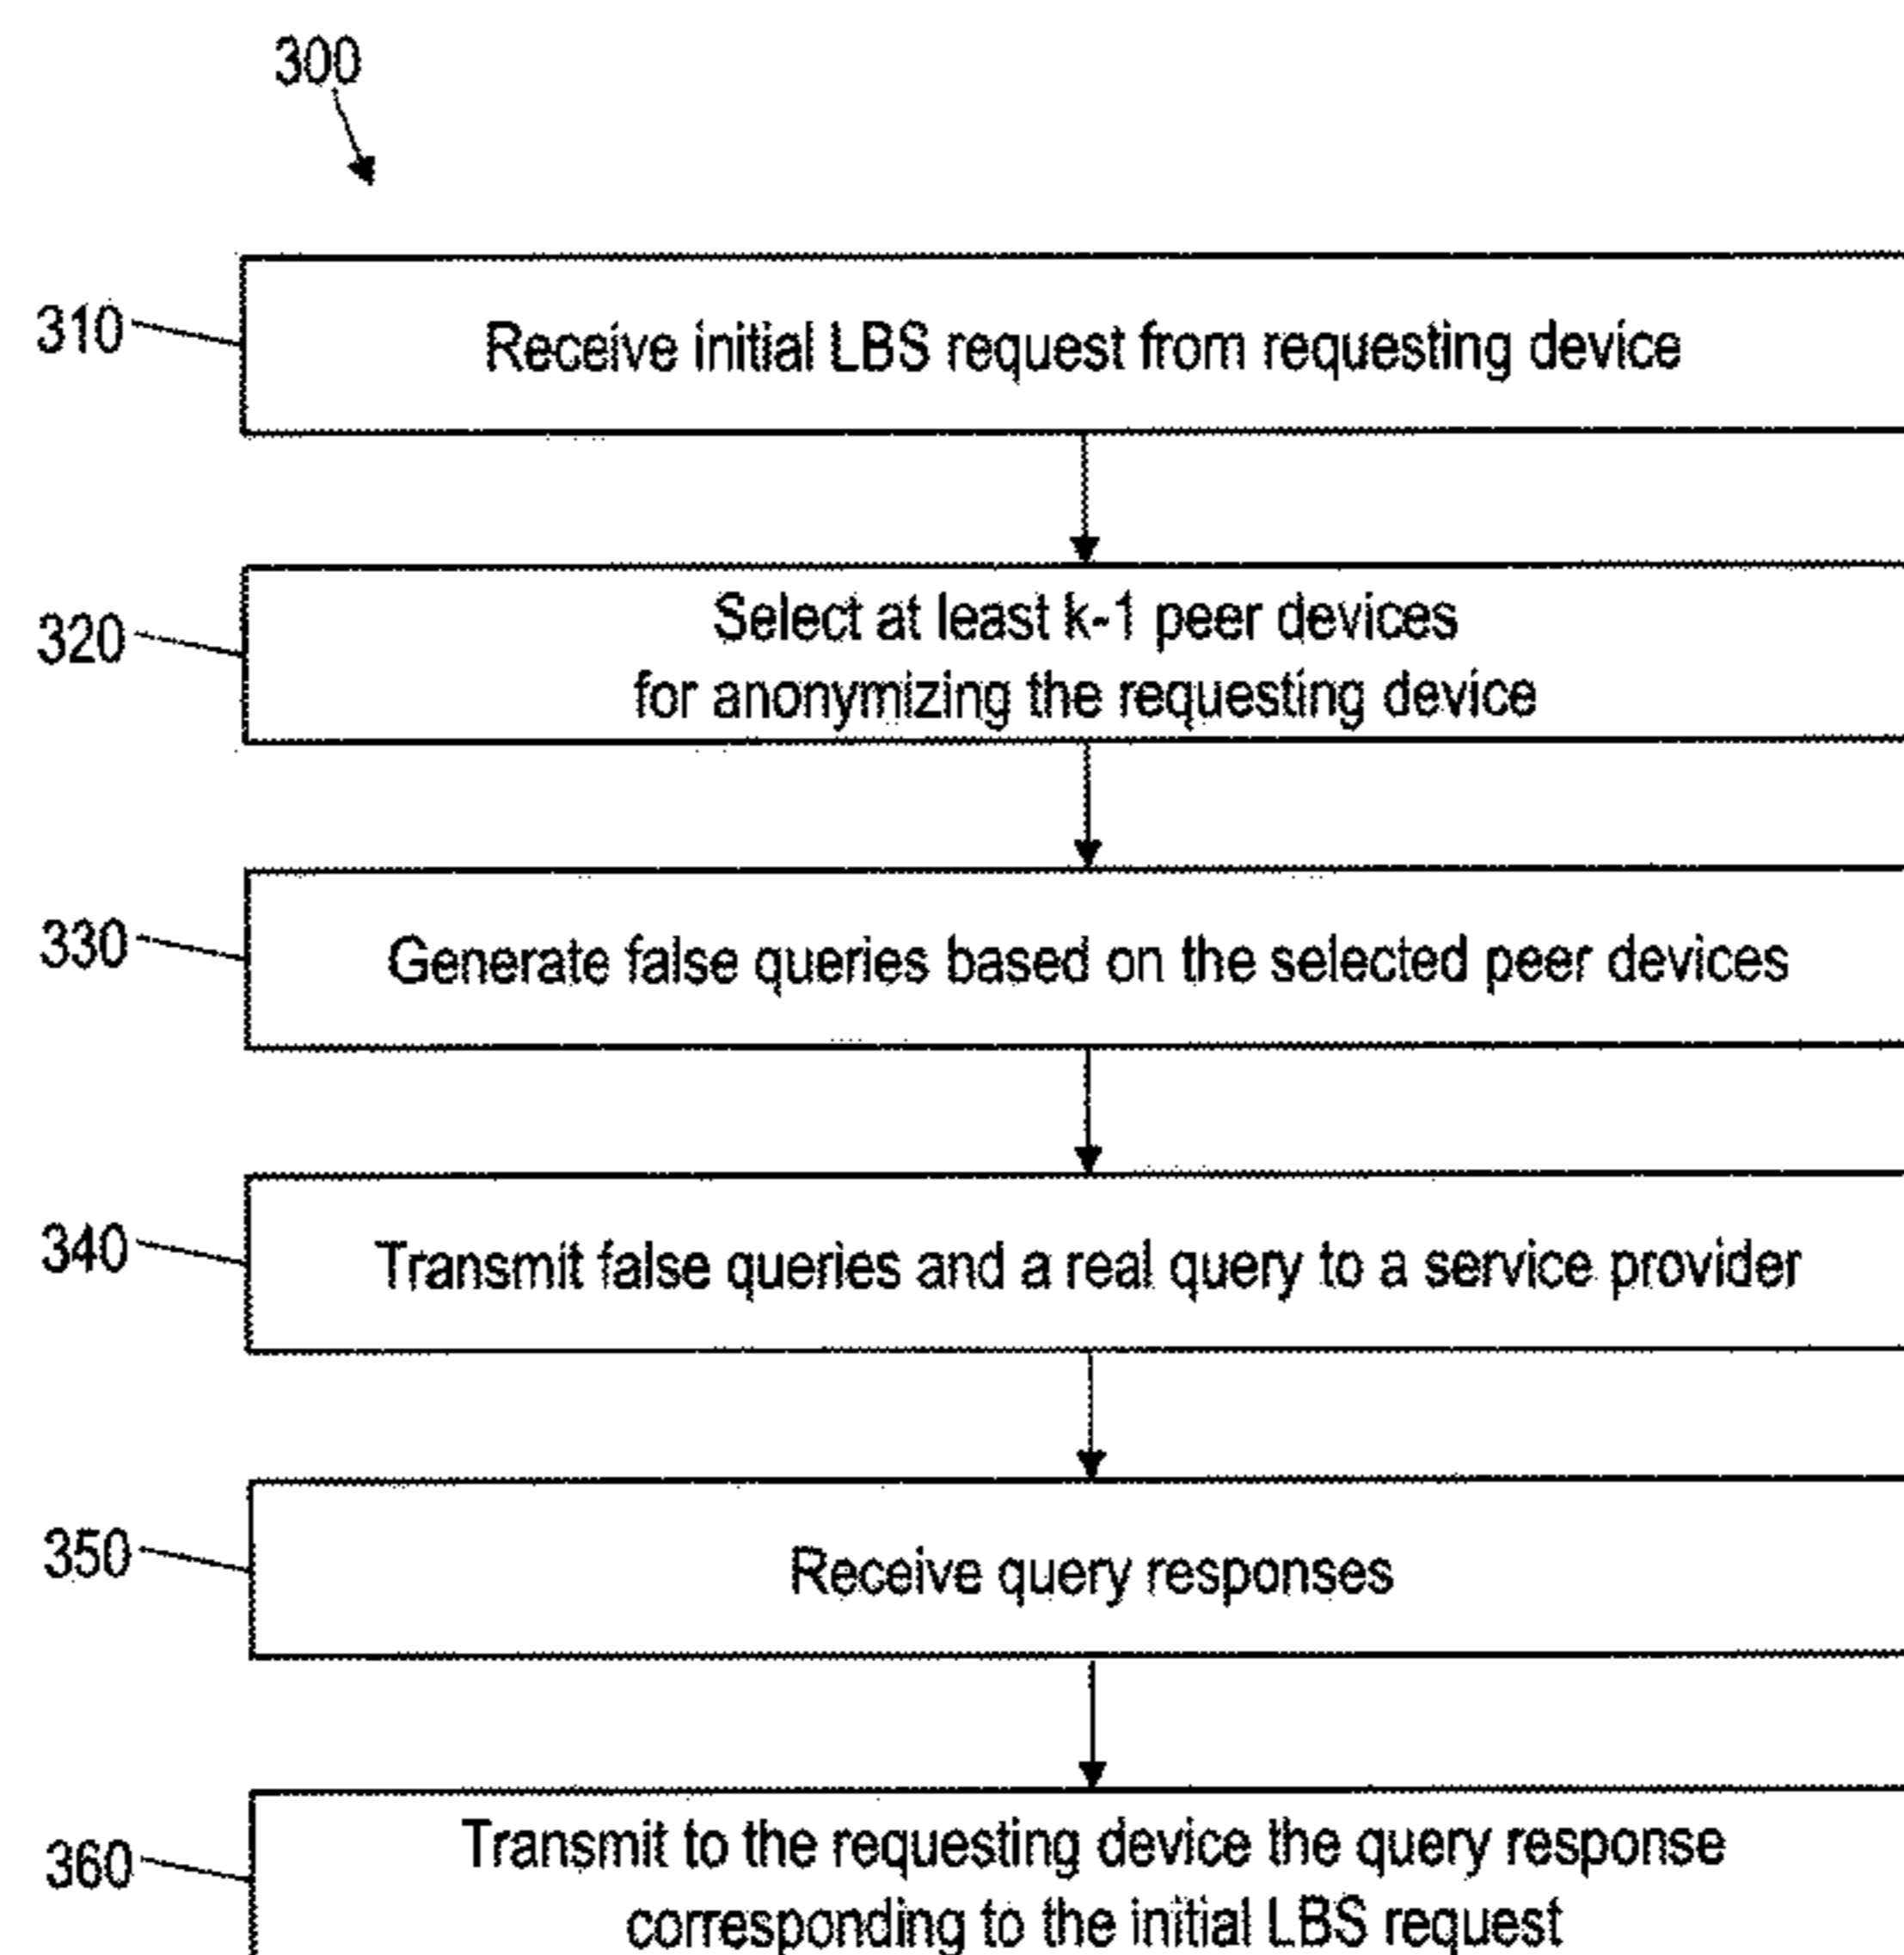 300
310
Receive initial LBS request from requesting device
320
Select at least k-1 peer devices
for anonymizing the requesting device
330
Generate false queries based on the selected peer devices
340
Transmit false queries and a real query to a service provider
350
Receive query responses
360
Transmit to the requesting device the query response
corresponding to the initial LBS request